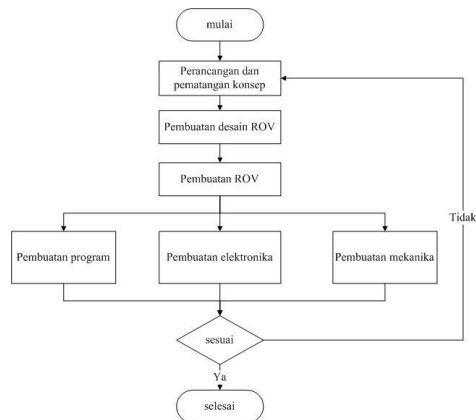 mulai
Perancangan dan
pematangan konsep
Pembuatan desain ROV
Pembuatan ROV
Tidak
Pembuatan program
Pembuatan elektronika
Pembuatan mekanika
sesuai
Ya
selesai